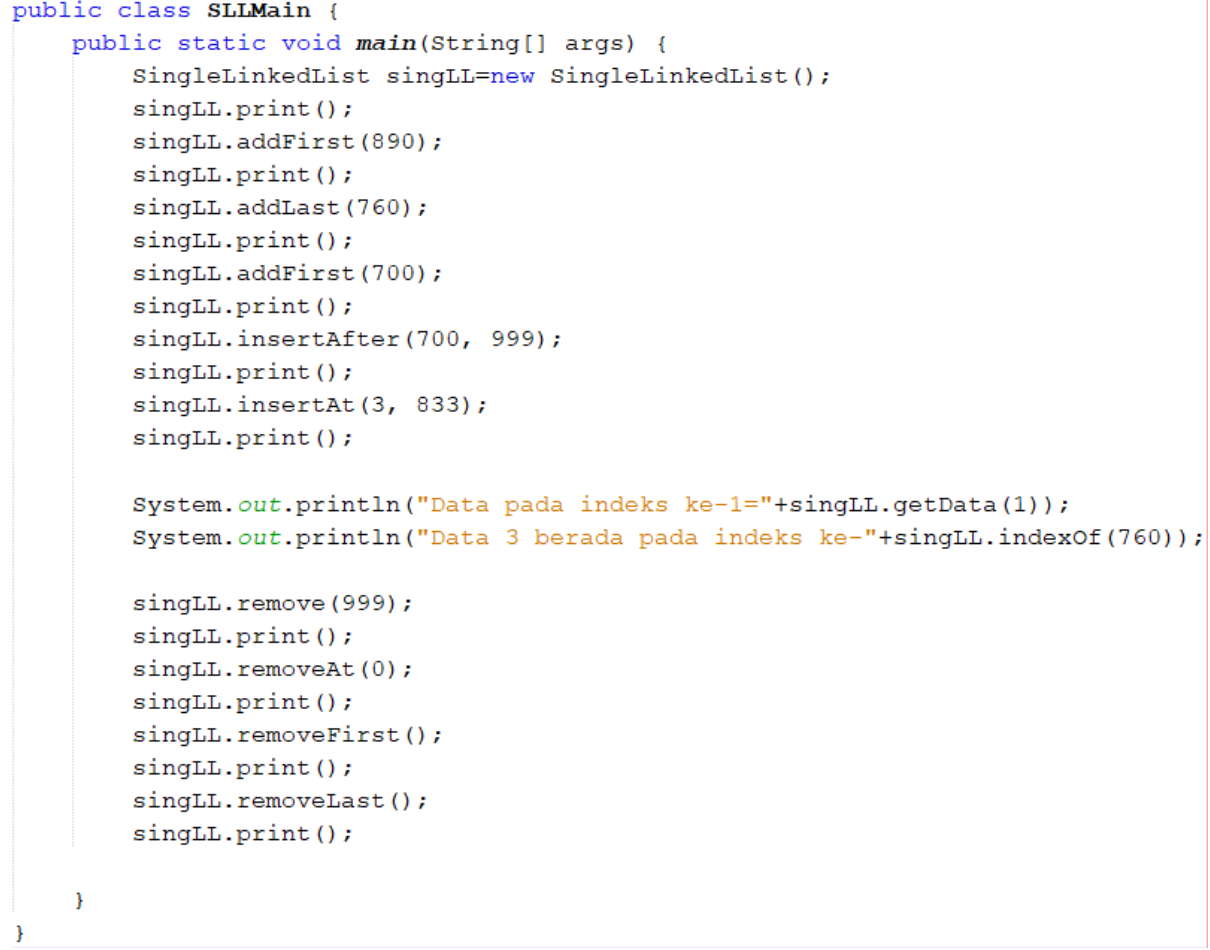 public class SLLMain {
    public static void main(String[] args) {
        SingleLinkedList singLL=new SingleLinkedList();
        singLL.print();
        singLL.addFirst(890);
        singLL.print();
        singLL.addLast(760);
        singLL.print();
        singLL.addFirst(700);
        singLL.print();
        singLL.insertAfter(700, 999);
        singLL.print();
        singLL.insertAt(3, 833);
        singLL.print();

        System.out.println("Data pada indeks ke-1="+singLL.getData(1));
        System.out.println("Data 3 berada pada indeks ke-"+singLL.indexOf(760));

        singLL.remove(999);
        singLL.print();
        singLL.removeAt(0);
        singLL.print();
        singLL.removeFirst();
        singLL.print();
        singLL.removeLast();
        singLL.print();

    }
}